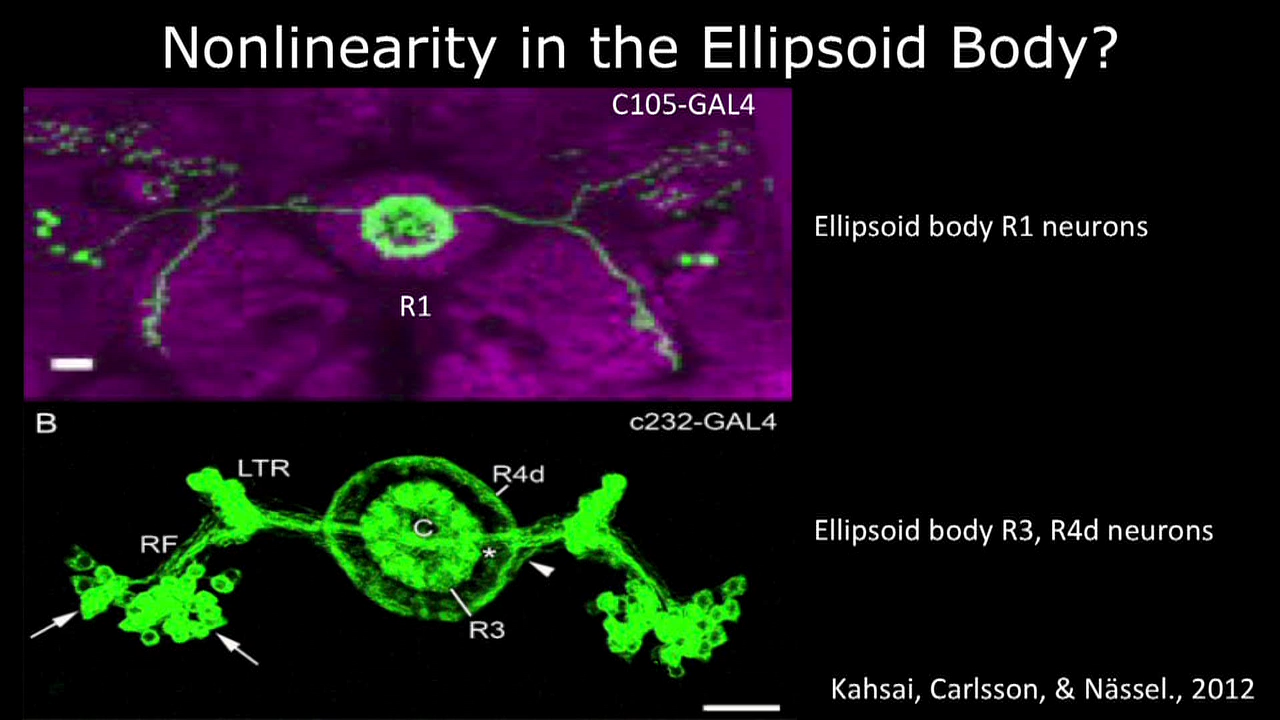 Nonlinearity in the Ellipsoid Body?
C105-GAL4
Ellipsoid body R1 neurons
R1
B
c232-GAL4
LTR
R4d
C
RF
*
Ellipsoid body R3, R4d neurons
R3
Kahsai, Carlsson, & Nässel., 2012